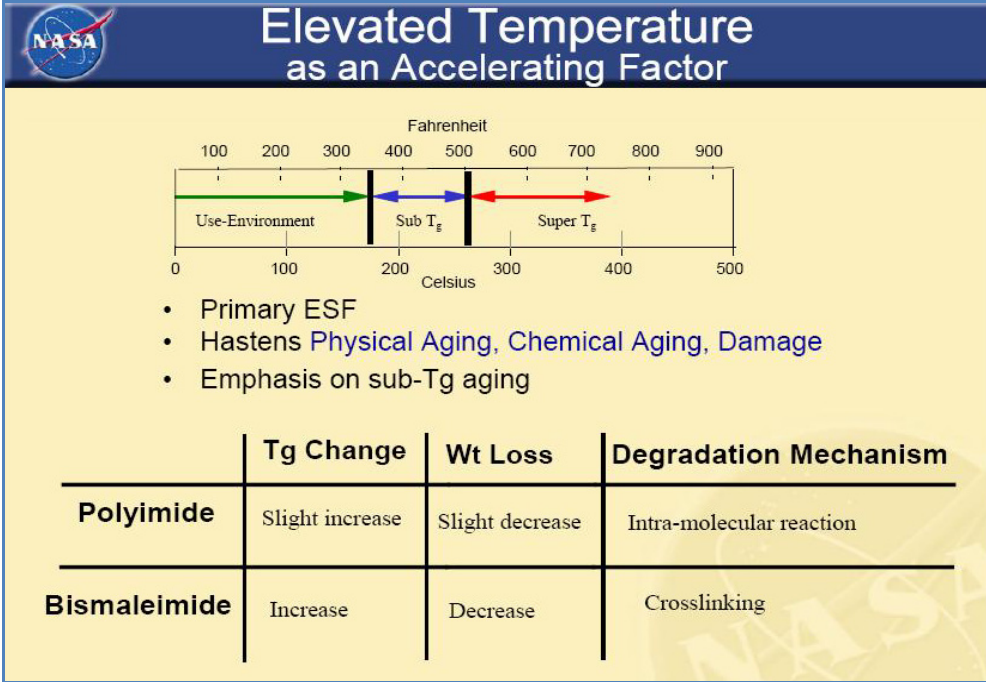 NASA
Elevated Temperature
as an Accelerating Factor
Fahrenheit
100 200 300 400 500 600 700 800 900
Use-Environment Sub Tg Super Tg
0 100 200 300 400 500
Celsius
• Primary ESF
• Hastens Physical Aging, Chemical Aging, Damage
• Emphasis on sub-Tg aging
Tg Change Wt Loss Degradation Mechanism
Polyimide Slight increase Slight decrease Intra-molecular reaction
Bismaleimide Increase Decrease Crosslinking
NASA